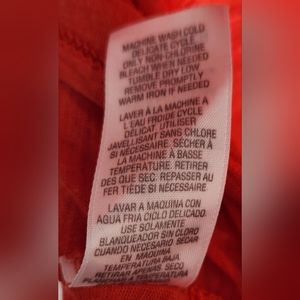 MACHINE WASH COLD
DELICATE CYCLE
ONLY NON-CHLORINE
BLEACH WHEN NEEDED
TUMBLE DRY LOW
REMOVE PROMPTLY
WARM IRON IF NEEDED
LAVER À LA MACHINE A
L EAU FROIDE CYCLE
DÉLICAT. UTILISER
JAVELLISANT SANS CHLORE
SI NÉCESSAIRE. SÉCHER À
LA MACHINE À BASSE
TEMPÉRATURE. RETIRER
DES QUE SEC. REPASSER AU
FER TIÈDE SI NÉCESSAIRE
LAVAR A MAQUINA CON
AGUA FRIA CICLO DELICADO.
USE SOLAMENTE
BLANQUEADOR SIN CLORO
CUANDO NECESARIO SECAR
EN MAQUINA
TEMPERATURA BAJA.
RETIRAR APENAS SECO